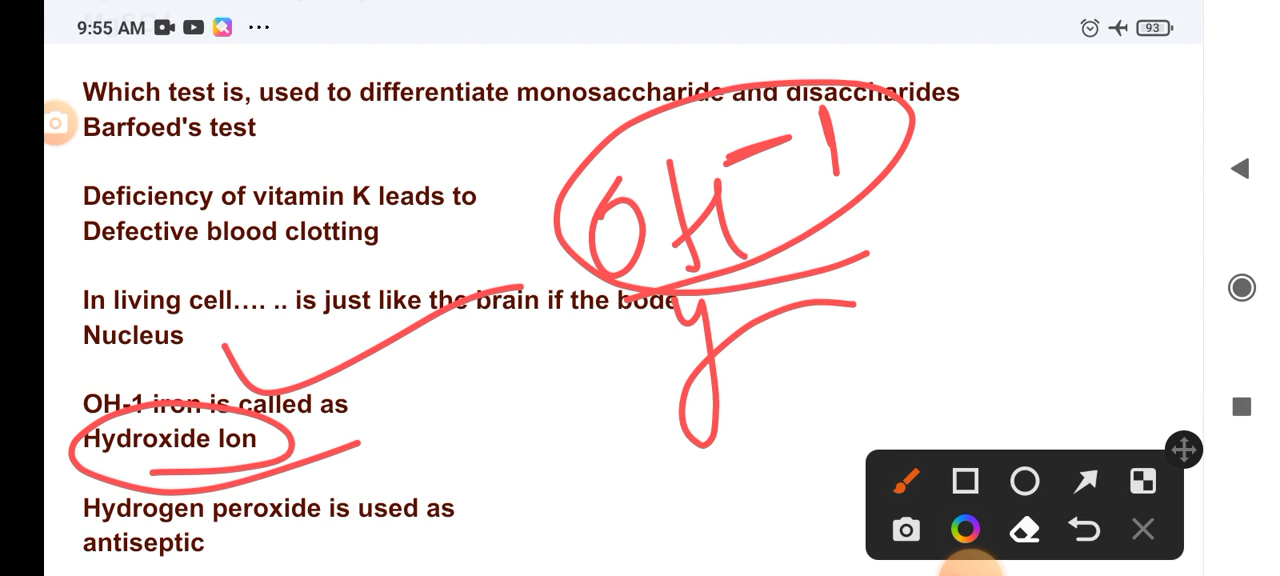 9:55 AM ... 93
Which test is, used to differentiate monosaccharide and disaccharides
Barfoed's test
OH⁻¹
Deficiency of vitamin K leads to
Defective blood clotting
In living cell.... .. is just like the brain if the bode
y
Nucleus
OH-1 iron is called as
Hydroxide Ion
Hydrogen peroxide is used as
antiseptic